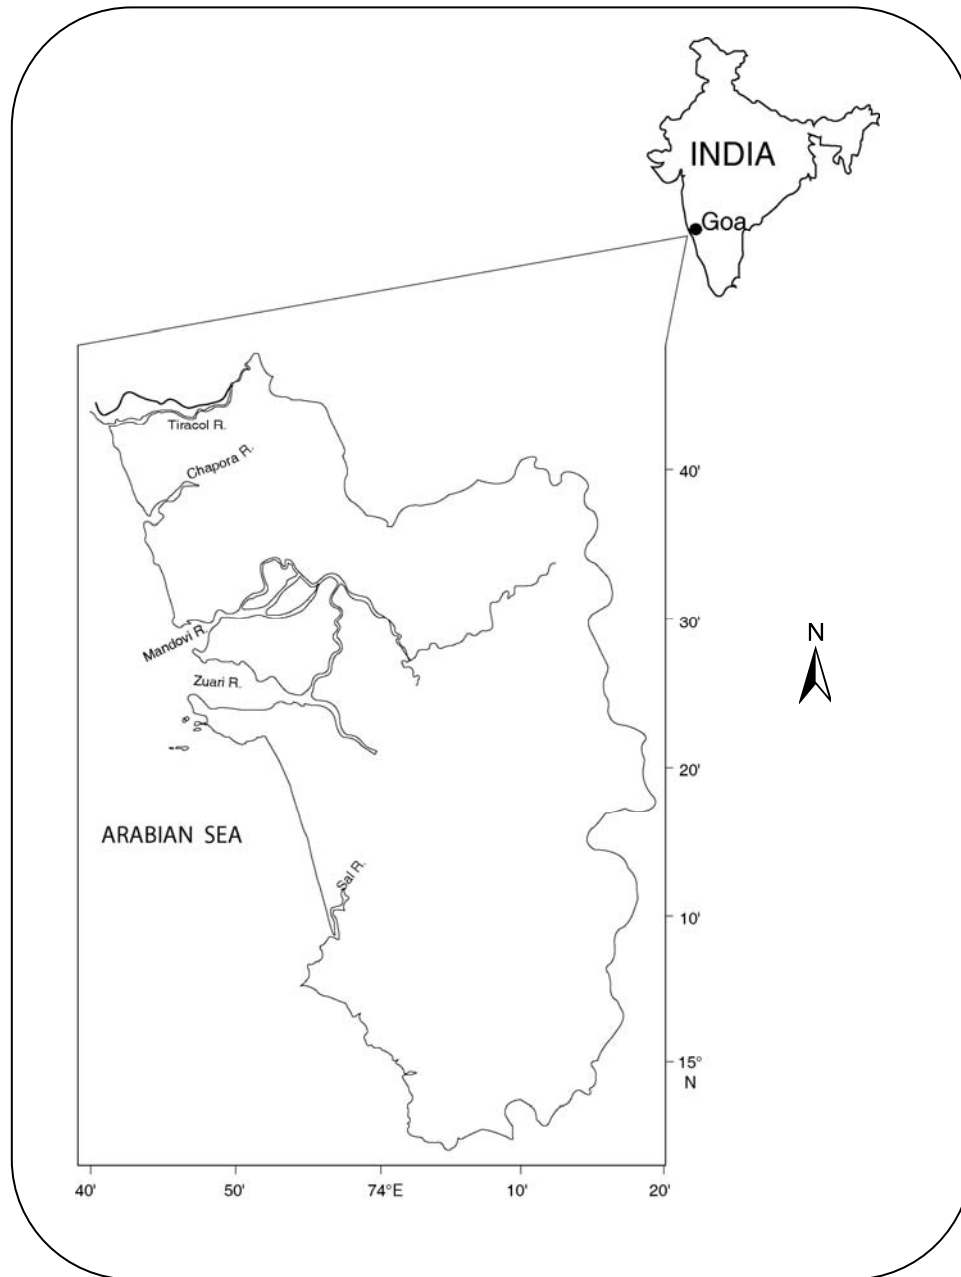 INDIA
Goa
Tiracol R.
Chapora R.
40'
Mandovi R.
30'
N
Zuari R.
20'
ARABIAN SEA
Sal R.
10'
15°
N
40'
50'
74°E
10'
20'